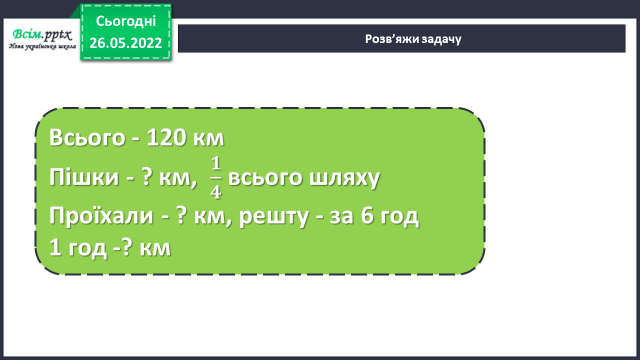 Всім.pptx
Нова українська школа
Сьогодні
26.05.2022
Розв’яжи задачу
Всього - 120 км
Пішки - ? км, 1/4 всього шляху
Проїхали - ? км, решту - за 6 год
1 год -? км